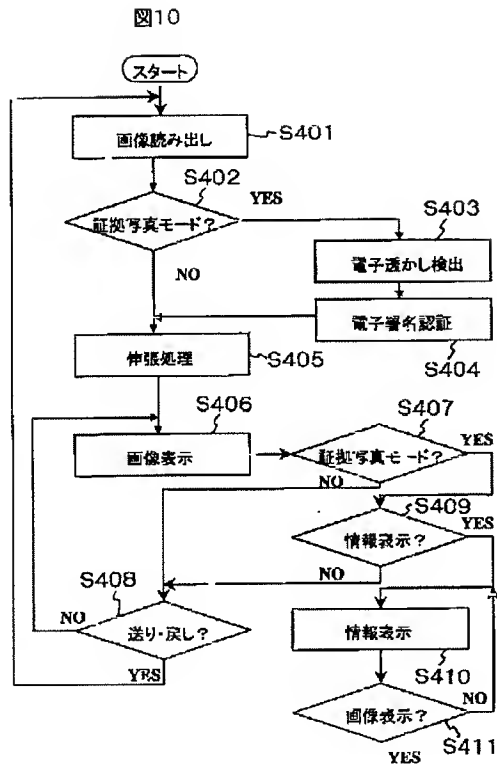 図10
スタート
画像読み出し
S401
S402
証拠写真モード?
YES
NO
S403
電子透かし検出
電子署名認証
S404
伸張処理
S405
S406
画像表示
S407
証拠写真モード?
YES
NO
S409
情報表示?
YES
NO
S408
送り・戻し?
NO
YES
情報表示
S410
画像表示?
NO
S411
YES